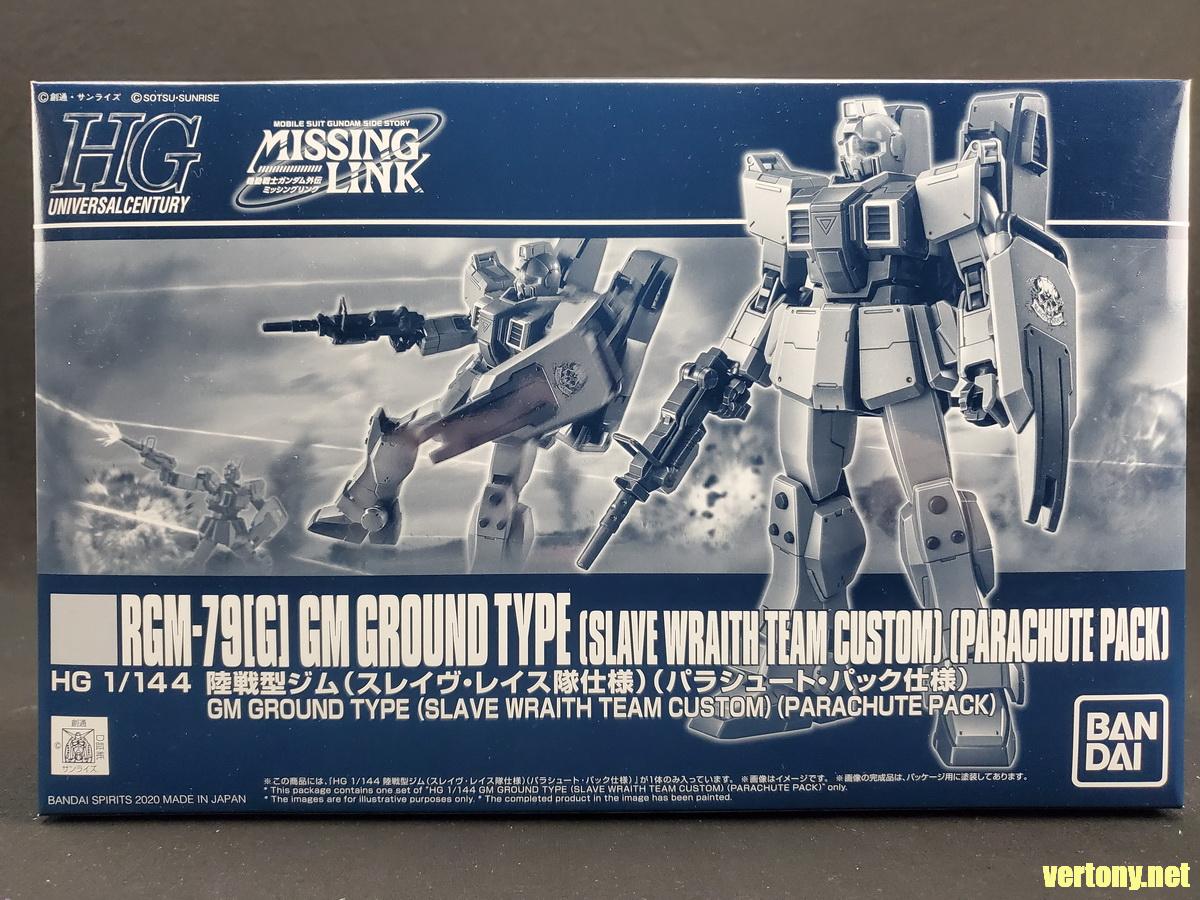 ©創通・サンライズ ©SOTSU・SUNRISE
HG
UNIVERSAL CENTURY
MOBILE SUIT GUNDAM SIDE STORY
MISSING
LINK
機動戦士ガンダム外伝
ミッシングリンク
RGM-79[G] GM GROUND TYPE (SLAVE WRAITH TEAM CUSTOM) (PARACHUTE PACK)
HG 1/144 陸戦型ジム(スレイヴ・レイス隊仕様)(パラシュート・パック仕様)
GM GROUND TYPE (SLAVE WRAITH TEAM CUSTOM) (PARACHUTE PACK)
創通
© 証紙
サンライズ
BAN
DAI
※この商品には、「HG 1/144 陸戦型ジム(スレイヴ・レイス隊仕様)(パラシュート・パック仕様)」が1体のみ入っています。 ※画像はイメージです。 ※画像の完成品は、パッケージ用に塗装してあります。
* This package contains one set of "HG 1/144 GM GROUND TYPE (SLAVE WRAITH TEAM CUSTOM) (PARACHUTE PACK)" only.
BANDAI SPIRITS 2020 MADE IN JAPAN
* The images are for illustrative purposes only. * The completed product in the image has been painted.
vertony.net